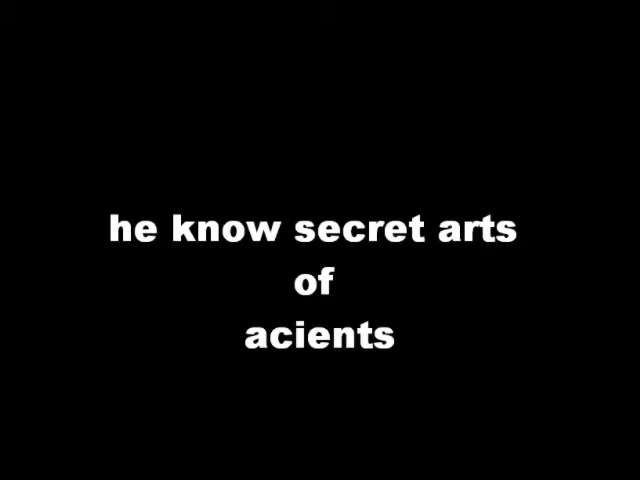 he know secret arts
of
acients